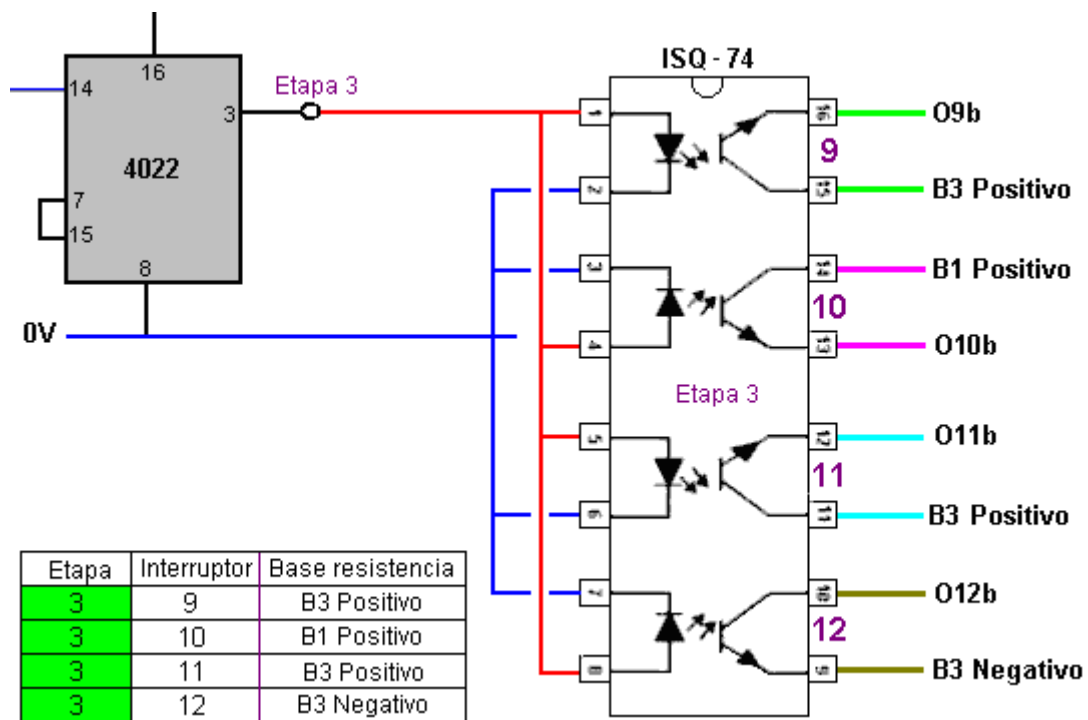 ISQ - 74
16
14
Etapa 3
3
4022
7
15
8
0V
1
2
3
4
5
6
7
8
16
15
14
13
12
11
10
9
9
10
11
12
Etapa 3
O9b
B3 Positivo
B1 Positivo
O10b
O11b
B3 Positivo
O12b
B3 Negativo
Etapa Interruptor Base resistencia
3 9 B3 Positivo
3 10 B1 Positivo
3 11 B3 Positivo
3 12 B3 Negativo